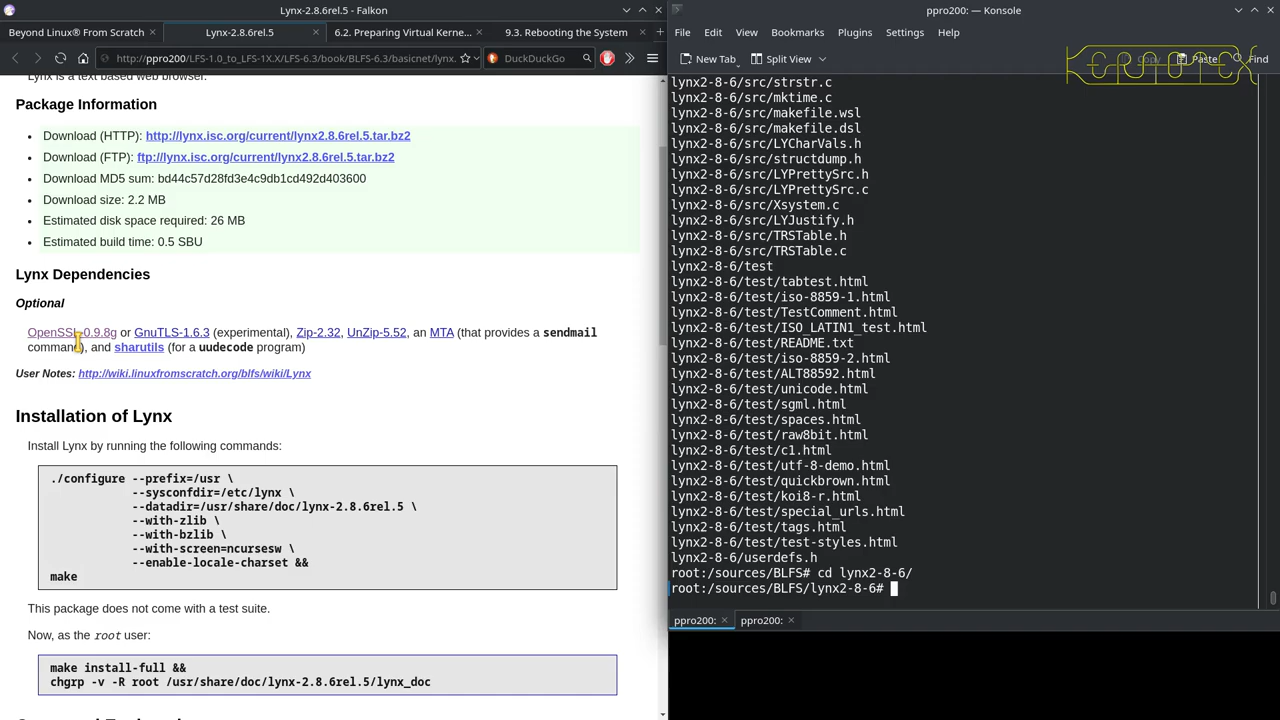 Lynx-2.8.6rel.5 — Falkon
Beyond Linux® From Scratch
Lynx-2.8.6rel.5
6.2. Preparing Virtual Kerne...
9.3. Rebooting the System
http://ppro200/LFS-1.0_to_LFS-1X.X/LFS-6.3/book/BLFS-6.3/basicnet/lynx.
DuckDuckGo
Lynx is a text based web browser.
Package Information
• Download (HTTP): http://lynx.isc.org/current/lynx2.8.6rel.5.tar.bz2
• Download (FTP): ftp://lynx.isc.org/current/lynx2.8.6rel.5.tar.bz2
• Download MD5 sum: bd44c57d28fd3e4c9db1cd492d403600
• Download size: 2.2 MB
• Estimated disk space required: 26 MB
• Estimated build time: 0.5 SBU
Lynx Dependencies
Optional
OpenSSL-0.9.8g or GnuTLS-1.6.3 (experimental), Zip-2.32, UnZip-5.52, an MTA (that provides a sendmail
command), and sharutils (for a uudecode program)
User Notes: http://wiki.linuxfromscratch.org/blfs/wiki/Lynx
Installation of Lynx
Install Lynx by running the following commands:
./configure --prefix=/usr \
--sysconfdir=/etc/lynx \
--datadir=/usr/share/doc/lynx-2.8.6rel.5 \
--with-zlib \
--with-bzlib \
--with-screen=ncursesw \
--enable-locale-charset &&
make
This package does not come with a test suite.
Now, as the root user:
make install-full &&
chgrp -v -R root /usr/share/doc/lynx-2.8.6rel.5/lynx_doc
ppro200: — Konsole
File Edit View Bookmarks Plugins Settings Help
New Tab Split View Copy Paste Find
lynx2-8-6/src/strstr.c
lynx2-8-6/src/mktime.c
lynx2-8-6/src/makefile.wsl
lynx2-8-6/src/makefile.dsl
lynx2-8-6/src/LYCharVals.h
lynx2-8-6/src/structdump.h
lynx2-8-6/src/LYPrettySrc.h
lynx2-8-6/src/LYPrettySrc.c
lynx2-8-6/src/Xsystem.c
lynx2-8-6/src/LYJustify.h
lynx2-8-6/src/TRSTable.h
lynx2-8-6/src/TRSTable.c
lynx2-8-6/test
lynx2-8-6/test/tabtest.html
lynx2-8-6/test/iso-8859-1.html
lynx2-8-6/test/TestComment.html
lynx2-8-6/test/ISO_LATIN1_test.html
lynx2-8-6/test/README.txt
lynx2-8-6/test/iso-8859-2.html
lynx2-8-6/test/ALT88592.html
lynx2-8-6/test/unicode.html
lynx2-8-6/test/sgml.html
lynx2-8-6/test/spaces.html
lynx2-8-6/test/raw8bit.html
lynx2-8-6/test/c1.html
lynx2-8-6/test/utf-8-demo.html
lynx2-8-6/test/quickbrown.html
lynx2-8-6/test/koi8-r.html
lynx2-8-6/test/special_urls.html
lynx2-8-6/test/tags.html
lynx2-8-6/test/test-styles.html
lynx2-8-6/userdefs.h
root:/sources/BLFS# cd lynx2-8-6/
root:/sources/BLFS/lynx2-8-6#
ppro200:
ppro200: